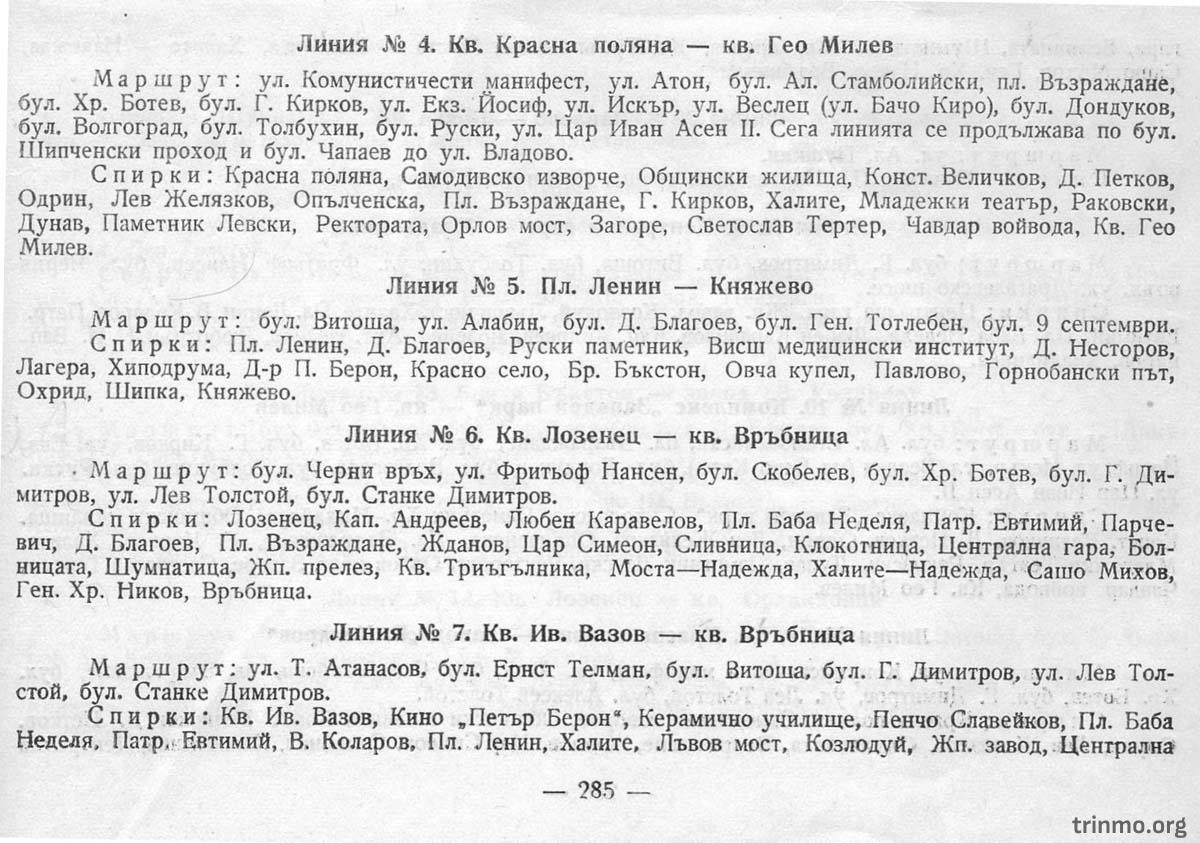 Линия № 4. Кв. Красна поляна — кв. Гео Милев
Маршрут: ул. Комунистически манифест, ул. Атон, бул. Ал. Стамболийски, пл. Възраждане,
бул. Хр. Ботев, бул. Г. Кирков, ул. Екз. Йосиф, ул. Искър, ул. Веслец (ул. Бачо Киро), бул. Дондуков,
бул. Волгоград, бул. Толбухин, бул. Руски, ул. Цар Иван Асен II. Сега линията се продължава по бул.
Шипченски проход и бул. Чапаев до ул. Владово.
Спирки: Красна поляна, Самодивско изворче, Общински жилища, Конст. Величков, Д. Петков,
Одрин, Лев Желязков, Опълченска, Пл. Възраждане, Г. Кирков, Халите, Младежки театър, Раковски,
Дунав, Паметник Левски, Ректората, Орлов мост, Загоре, Светослав Тертер, Чавдар войвода, Кв. Гео
Милев.
Линия № 5. Пл. Ленин — Княжево
Маршрут: бул. Витоша, ул. Алабин, бул. Д. Благоев, бул. Ген. Тотлебен, бул. 9 септември.
Спирки: Пл. Ленин, Д. Благоев, Руски паметник, Висш медицински институт, Д. Несторов,
Лагера, Хиподрума, Д-р П. Берон, Красно село, Бр. Бъкстон, Овча купел, Павлово, Горнобански път,
Охрид, Шипка, Княжево.
Линия № 6. Кв. Лозенец — кв. Връбница
Маршрут: бул. Черни връх, ул. Фритьоф Нансен, бул. Скобелев, бул. Хр. Ботев, бул. Г. Ди-
митров, ул. Лев Толстой, бул. Станке Димитров.
Спирки: Лозенец, Кап. Андреев, Любен Каравелов, Пл. Баба Неделя, Патр. Евтимий, Парче-
вич, Д. Благоев, Пл. Възраждане, Жданов, Цар Симеон, Сливница, Клокотница, Централна гара, Бол-
ницата, Шумнатица, Жп. прелез, Кв. Триъгълника, Моста—Надежда, Халите—Надежда, Сашо Михов,
Ген. Хр. Ников, Връбница.
Линия № 7. Кв. Ив. Вазов — кв. Връбница
Маршрут: ул. Т. Атанасов, бул. Ернст Телман, бул. Витоша, бул. Г. Димитров, ул. Лев Тол-
стой, бул. Станке Димитров.
Спирки: Кв. Ив. Вазов, Кино „Петър Берон“, Керамично училище, Пенчо Славейков, Пл. Баба
Неделя, Патр. Евтимий, В. Коларов, Пл. Ленин, Халите, Лъвов мост, Козлодуй, Жп. завод, Централна
— 285 —
trinmo.org